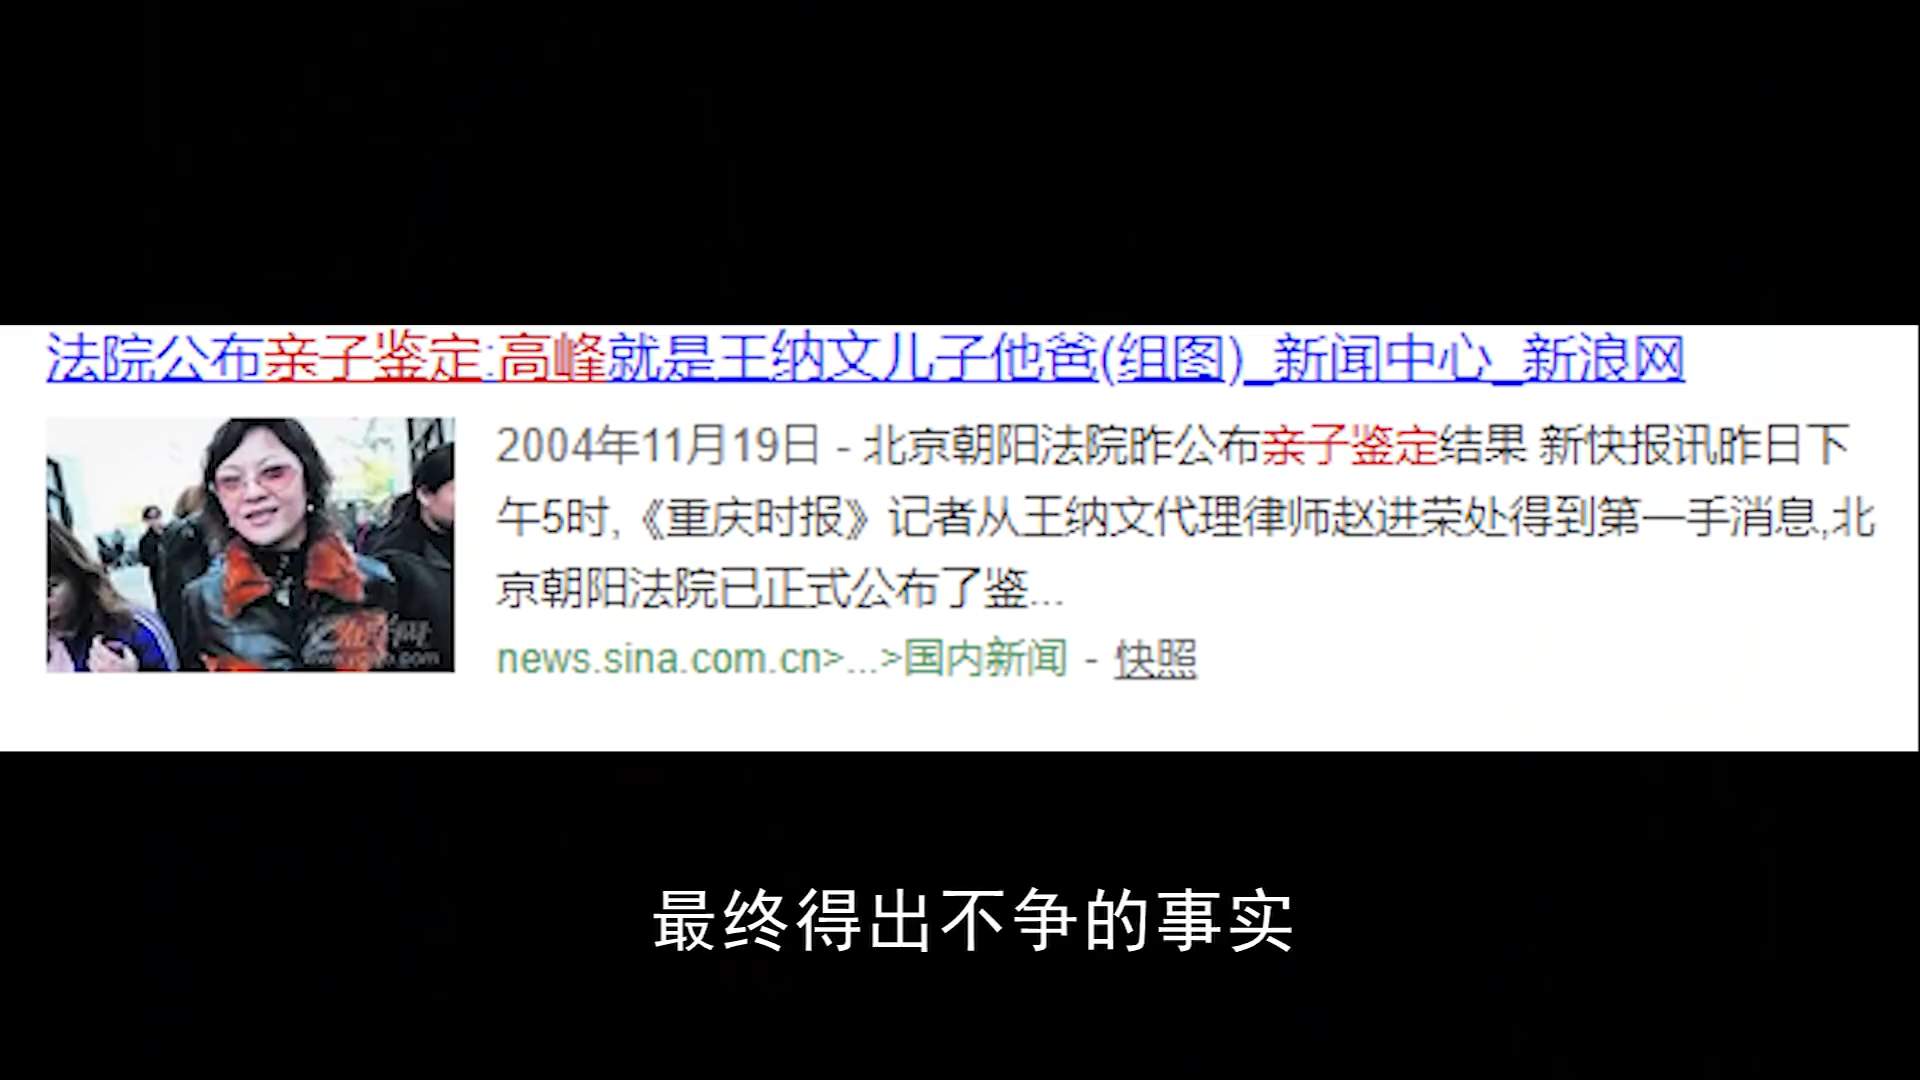 法院公布亲子鉴定:高峰就是王纳文儿子他爸(组图)_新闻中心_新浪网
2004年11月19日 - 北京朝阳法院昨公布亲子鉴定结果 新快报讯昨日下
午5时,《重庆时报》记者从王纳文代理律师赵进荣处得到第一手消息,北
京朝阳法院已正式公布了鉴...
news.sina.com.cn>...>国内新闻 - 快照
最终得出不争的事实